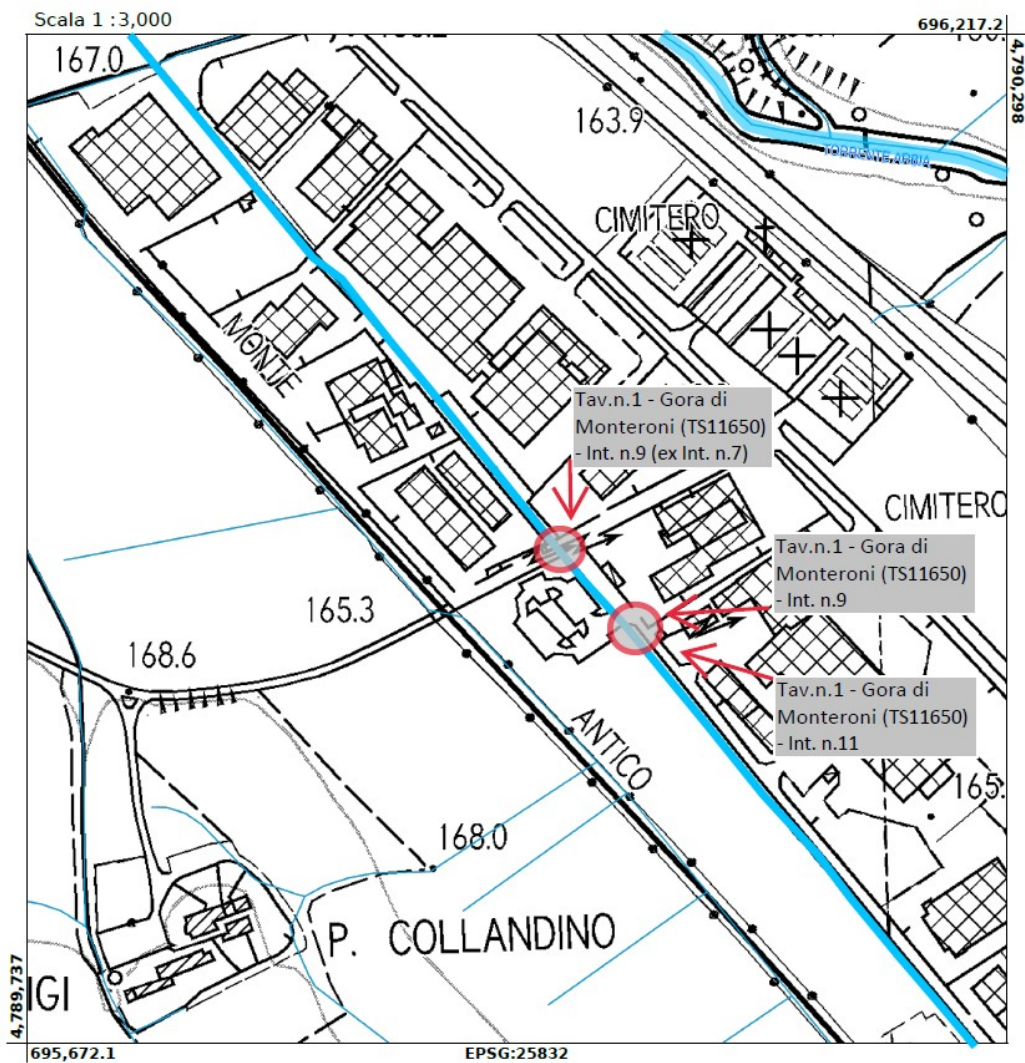 Scala 1 :3,000
696,217.2
4,790,298
167.0
163.9
TORRENTE ARBIA
CIMITERO
MONTE
Tav.n.1 - Gora di
Monteroni (TS11650)
- Int. n.9 (ex Int. n.7)
CIMITERO
Tav.n.1 - Gora di
Monteroni (TS11650)
- Int. n.9
165.3
168.6
Tav.n.1 - Gora di
Monteroni (TS11650)
- Int. n.11
ANTICO
165.
168.0
P. COLLANDINO
IGI
4,789,737
695,672.1
EPSG:25832